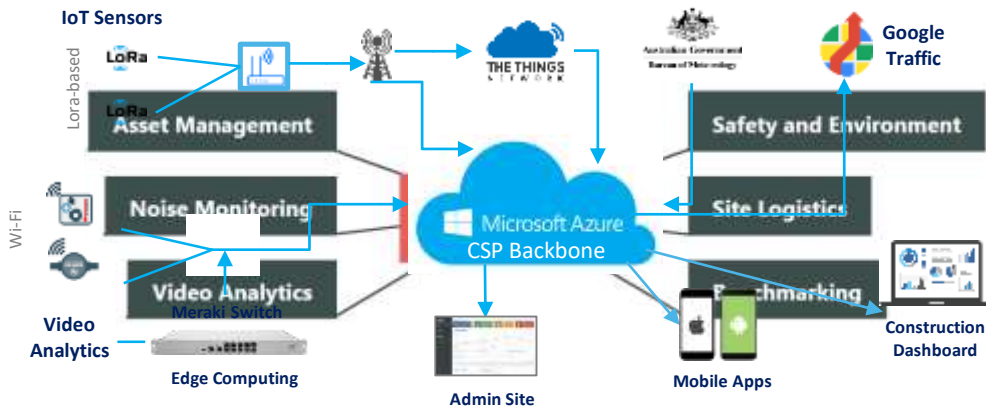 IoT Sensors
Lora-based
LoRa
LoRa
THE THINGS
NETWORK
Australian Government
Bureau of Meteorology
Google
Traffic
Asset Management
Safety and Environment
Wi-Fi
Noise Monitoring
Site Logistics
Microsoft Azure
CSP Backbone
Video Analytics
Meraki Switch
Video
Analytics
Edge Computing
Admin Site
Mobile Apps
Construction
Dashboard